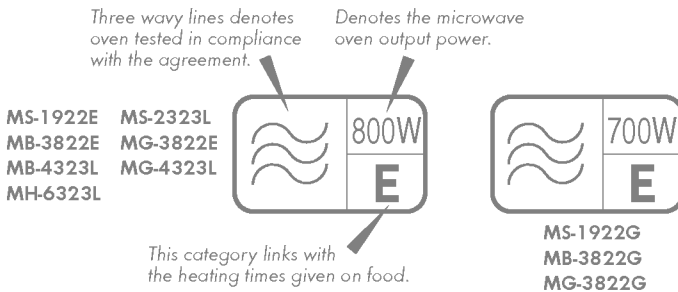 Three wavy lines denotes
oven tested in compliance
with the agreement.
Denotes the microwave
oven output power.
MS-1922E MS-2323L
MB-3822E MG-3822E
MB-4323L MG-4323L
MH-6323L
800W
E
700W
E
This category links with
the heating times given on food.
MS-1922G
MB-3822G
MG-3822G